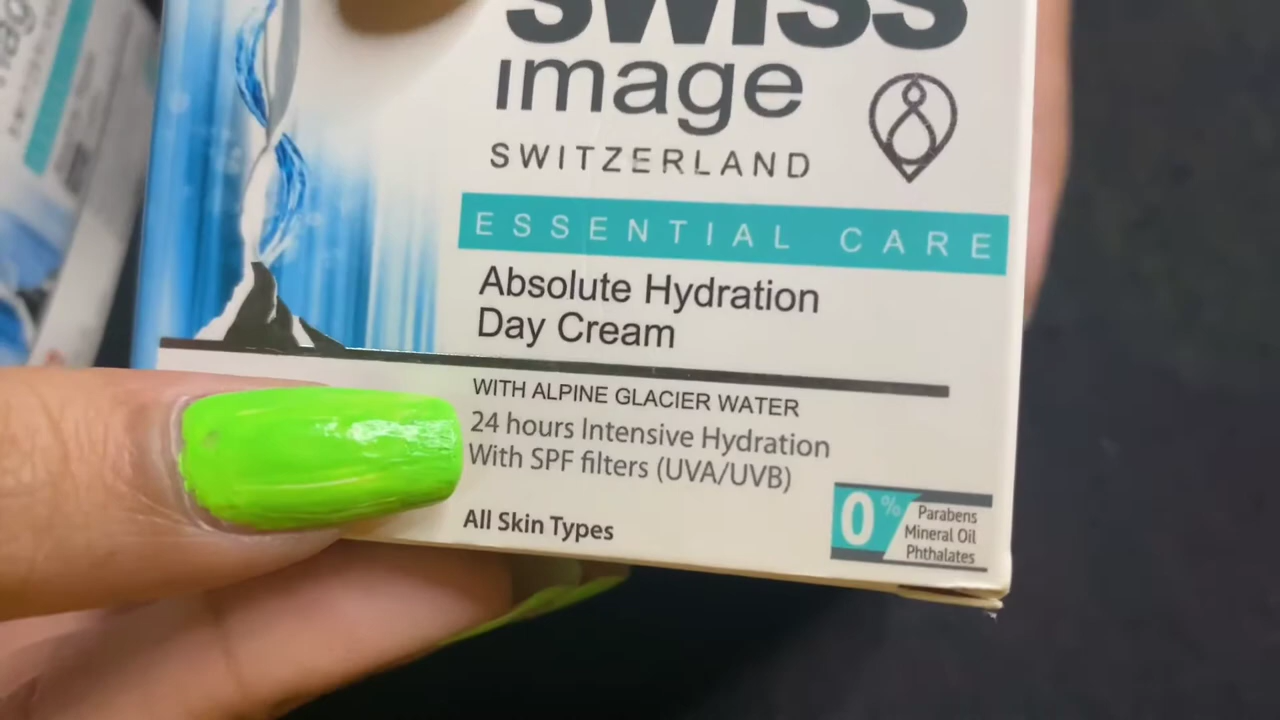 swiss
image
SWITZERLAND
ESSENTIAL CARE
Absolute Hydration
Day Cream
WITH ALPINE GLACIER WATER
24 hours Intensive Hydration
With SPF filters (UVA/UVB)
All Skin Types
0%
Parabens
Mineral Oil
Phthalates